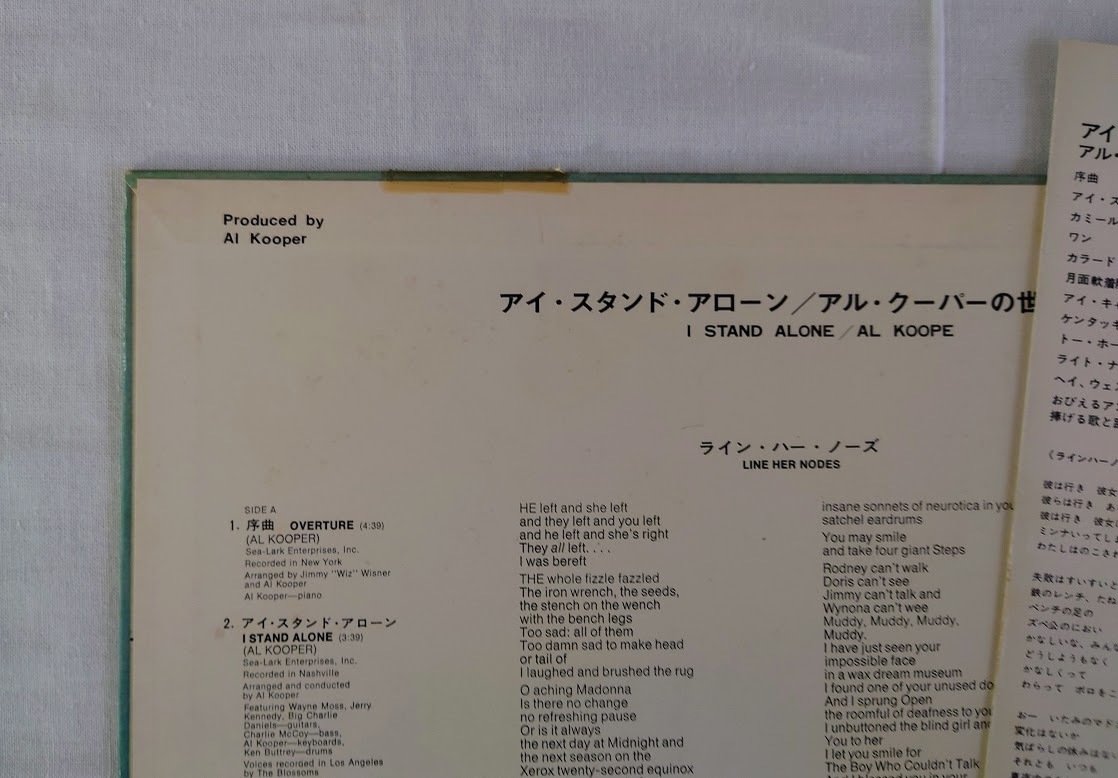 Produced by
Al Kooper
アイ・スタンド・アローン／アル・クーパーの世
I STAND ALONE／AL KOOPE
ライン・ハー・ノーズ
LINE HER NODES
SIDE A
1. 序曲 OVERTURE (4:39)
(AL KOOPER)
Sea-Lark Enterprises, Inc.
Recorded in New York
Arranged by Jimmy "Wiz" Wisner
and Al Kooper
Al Kooper—piano
2. アイ・スタンド・アローン
I STAND ALONE (3:39)
(AL KOOPER)
Sea-Lark Enterprises, Inc.
Recorded in Nashville
Arranged and conducted
by Al Kooper
Featuring Wayne Moss, Jerry
Kennedy, Big Charlie
Daniels—guitars,
Charlie McCoy—bass,
Al Kooper—keyboards,
Ken Buttrey—drums
Voices recorded in Los Angeles
by The Blossoms
HE left and she left
and they left and you left
and he left and she's right
They all left. . . .
I was bereft
THE whole fizzle fazzled
The iron wrench, the seeds,
the stench on the wench
with the bench legs
Too sad: all of them
Too damn sad to make head
or tail of
I laughed and brushed the rug
O aching Madonna
Is there no change
no refreshing pause
Or is it always
the next day at Midnight and
the next season on the
Xerox twenty-second equinox
insane sonnets of neurotica in you
satchel eardrums
You may smile
and take four giant Steps
Rodney can't walk
Doris can't see
Jimmy can't talk and
Wynona can't wee
Muddy, Muddy, Muddy,
Muddy.
I have just seen your
impossible face
in a wax dream museum
I found one of your unused do
And I sprung Open
the roomful of deafness to you
I unbuttoned the blind girl and
You to her
I let you smile for
The Boy Who Couldn't Talk
アイ
アル・
序曲
アイ・ス
カミール
ワン
カラード
月面軟着
アイ・キ
ケンタッキ
トー・ホー
ライト・ナ
ヘイ、ウェ
おびえるア
捧げる歌と
〈ラインハーノ
彼は行き 彼女
彼らは行き あ
彼は行き 彼女
ミンナいってし
わたしはのこさ
失敗はすいすいと
鉄のレンチ、たね
ベンチの足の
ズベ公のにおい
かなしいな、みんな
どうしようもなく
かなしくって
わらって ボロをこ
おー いたみのマド
変化はないか
気ばらしの休みはない
それとも いつも